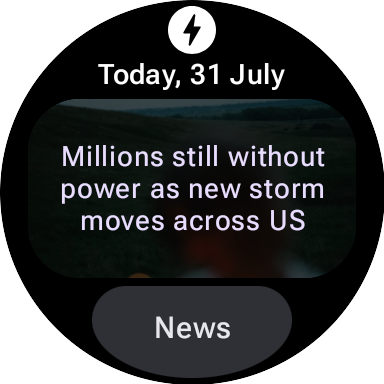 Today, 31 July
Millions still without
power as new storm
moves across US
News